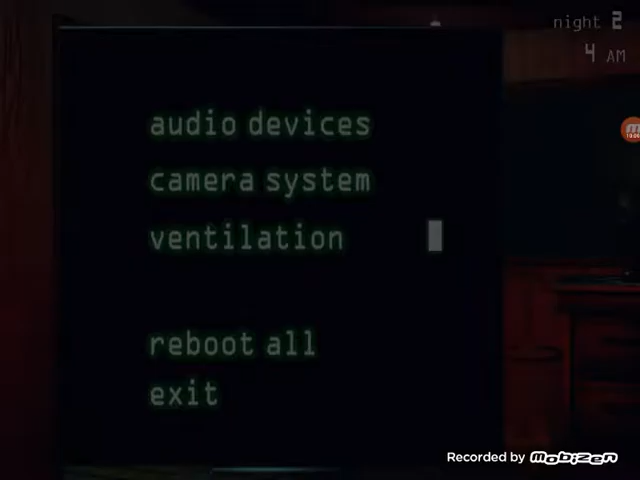 night 2
4 AM
audio devices
camera system
ventilation
reboot all
exit
Recorded by mobizen